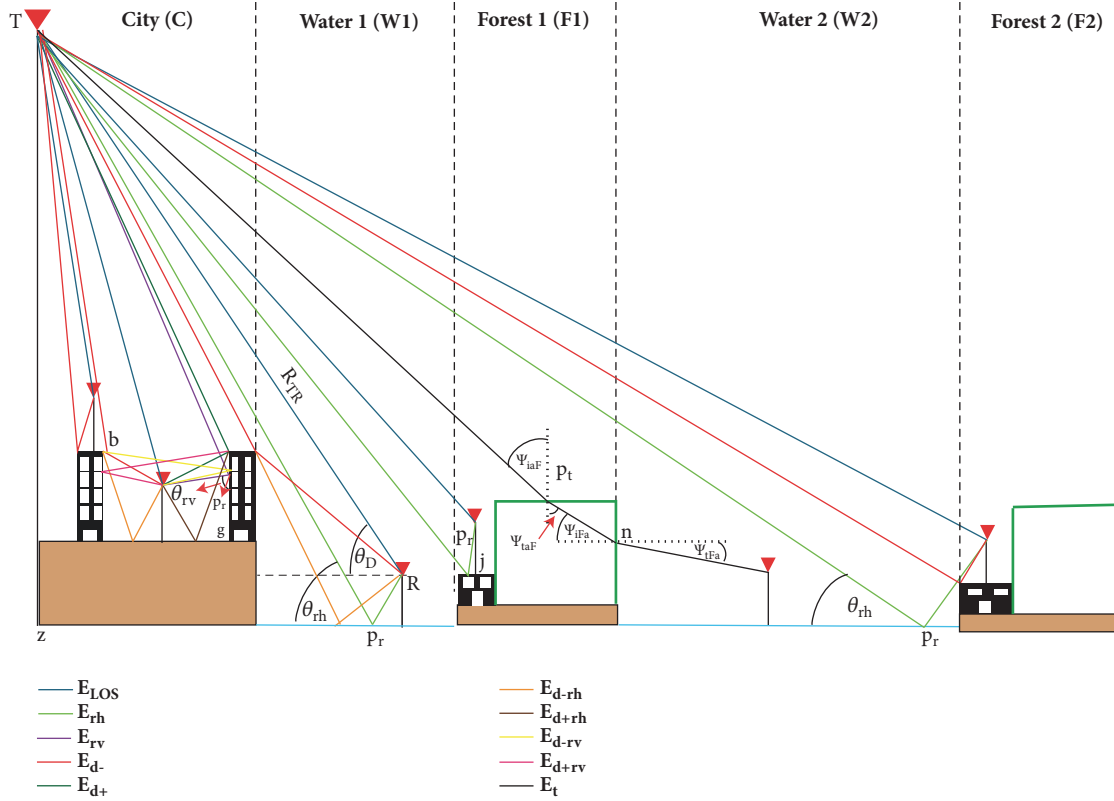 T
City (C)
Water 1 (W1)
Forest 1 (F1)
Water 2 (W2)
Forest 2 (F2)
R_TR
b
Ψ_iaF
p_t
θ_rv
p_r
g
Ψ_taF
Ψ_iFa
n
Ψ_tFa
p_r
j
θ_D
R
θ_rh
θ_rh
z
p_r
p_r
E_LOS
E_rh
E_rv
E_d-
E_d+
E_d-rh
E_d+rh
E_d-rv
E_d+rv
E_t